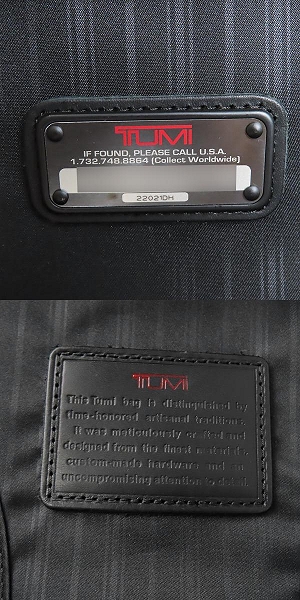 TUMI
IF FOUND, PLEASE CALL U.S.A.
1.732.748.8864 (Collect Worldwide)
22021DH
TUMI
This Tumi bag is distinguished by
time-honored artisanal traditions.
It was meticulously crafted and
designed from the finest materials,
custom-made hardware and an
uncompromising attention to detail.